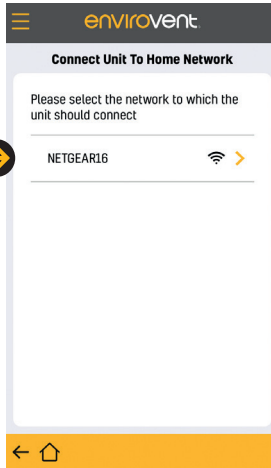 envirovent.
Connect Unit To Home Network
Please select the network to which the
unit should connect
NETGEAR16